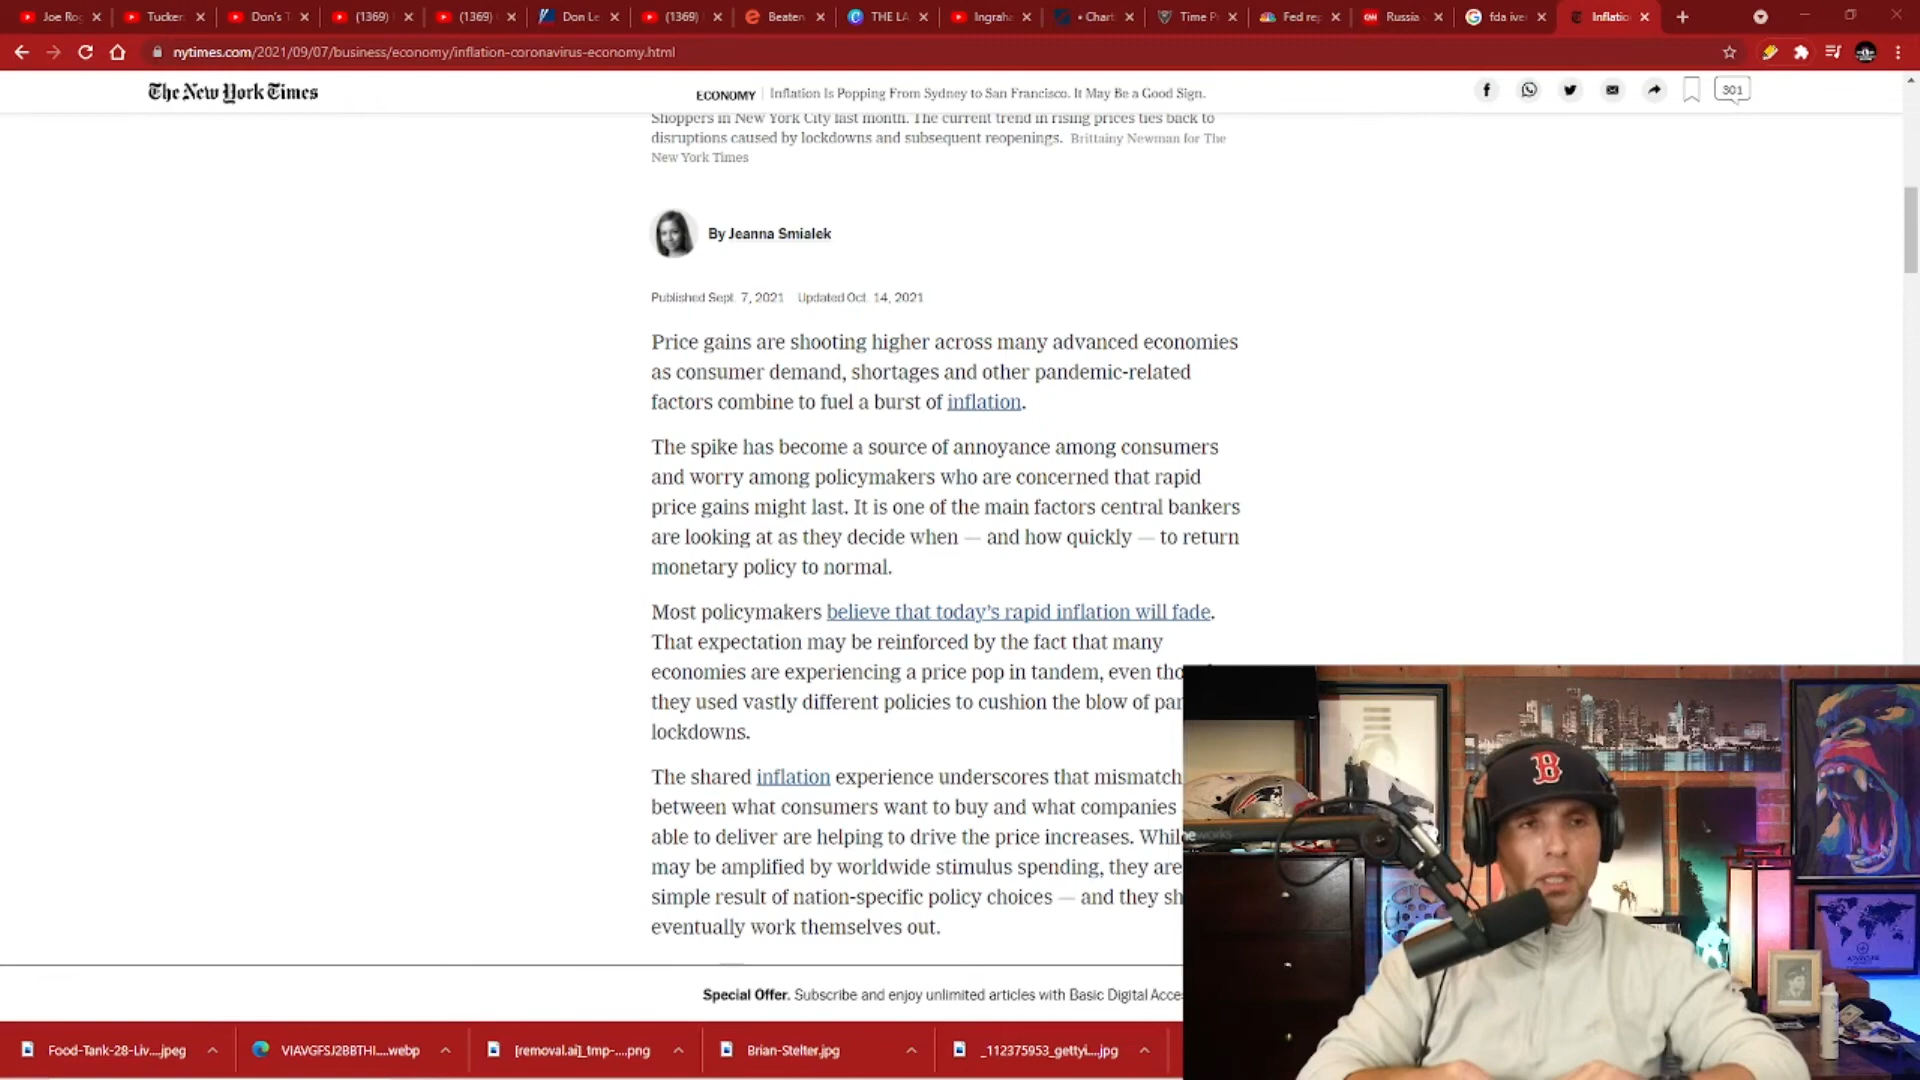 Joe Rog
Tucker
Don's T
(1369)
(1369)
Don Le
(1369)
Beaten
THE LA
Ingrah
• Chart
Time P
Fed rep
Russia
fda iver
Inflatio
nytimes.com/2021/09/07/business/economy/inflation-coronavirus-economy.html
The New York Times
ECONOMY | Inflation Is Popping From Sydney to San Francisco. It May Be a Good Sign.
301
Shoppers in New York City last month. The current trend in rising prices ties back to
disruptions caused by lockdowns and subsequent reopenings. Brittainy Newman for The
New York Times
By Jeanna Smialek
Published Sept. 7, 2021 Updated Oct. 14, 2021
Price gains are shooting higher across many advanced economies
as consumer demand, shortages and other pandemic-related
factors combine to fuel a burst of inflation.
The spike has become a source of annoyance among consumers
and worry among policymakers who are concerned that rapid
price gains might last. It is one of the main factors central bankers
are looking at as they decide when — and how quickly — to return
monetary policy to normal.
Most policymakers believe that today's rapid inflation will fade.
That expectation may be reinforced by the fact that many
economies are experiencing a price pop in tandem, even tho
they used vastly different policies to cushion the blow of pan
lockdowns.
The shared inflation experience underscores that mismatch
between what consumers want to buy and what companies
able to deliver are helping to drive the price increases. Whil
may be amplified by worldwide stimulus spending, they are
simple result of nation-specific policy choices — and they sh
eventually work themselves out.
Special Offer. Subscribe and enjoy unlimited articles with Basic Digital Acce
Food-Tank-28-Liv....jpeg
VIAVGFSJ2BBTHI....webp
[removal.ai]_tmp-....png
Brian-Stelter.jpg
_112375953_gettyi....jpg
B